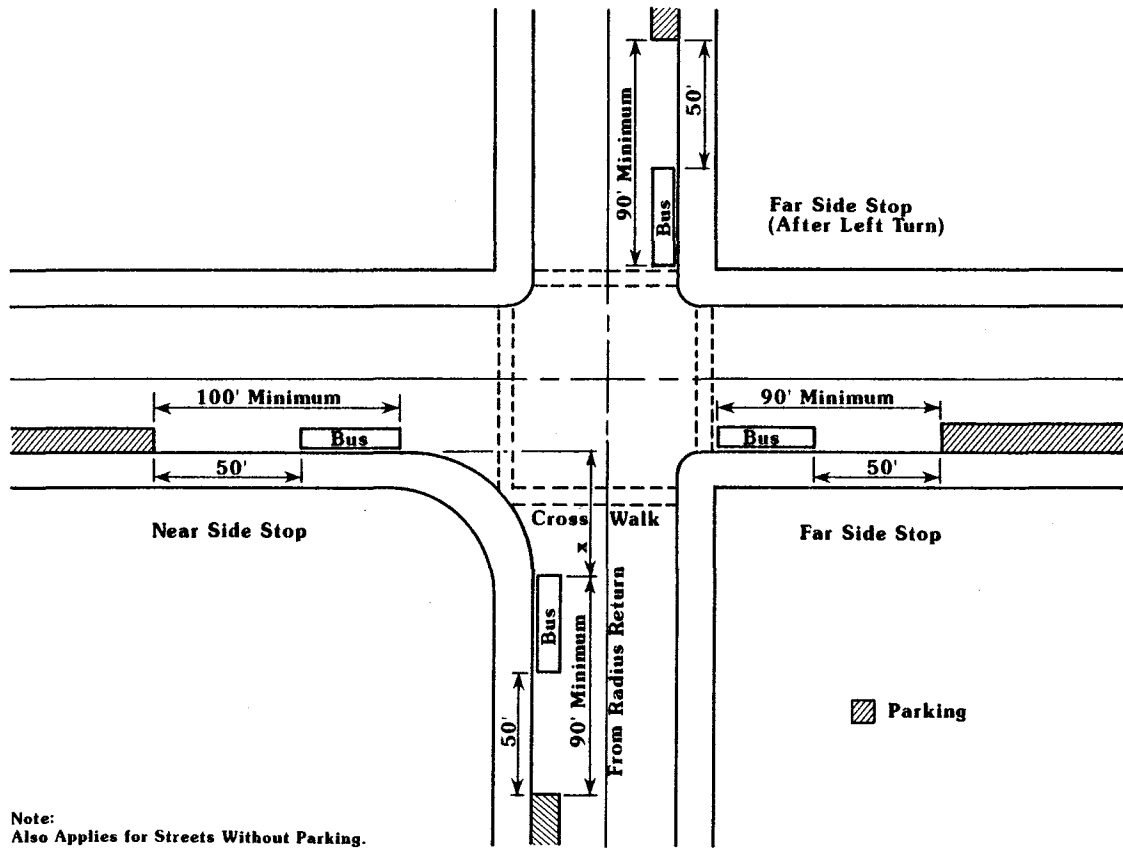 90' Minimum
50'
Bus
Far Side Stop
(After Left Turn)
100' Minimum
90' Minimum
Bus
Bus
50'
50'
Near Side Stop
Cross Walk
Far Side Stop
x
Bus
90' Minimum
From Radius Return
50'
Parking
Note:
Also Applies for Streets Without Parking.